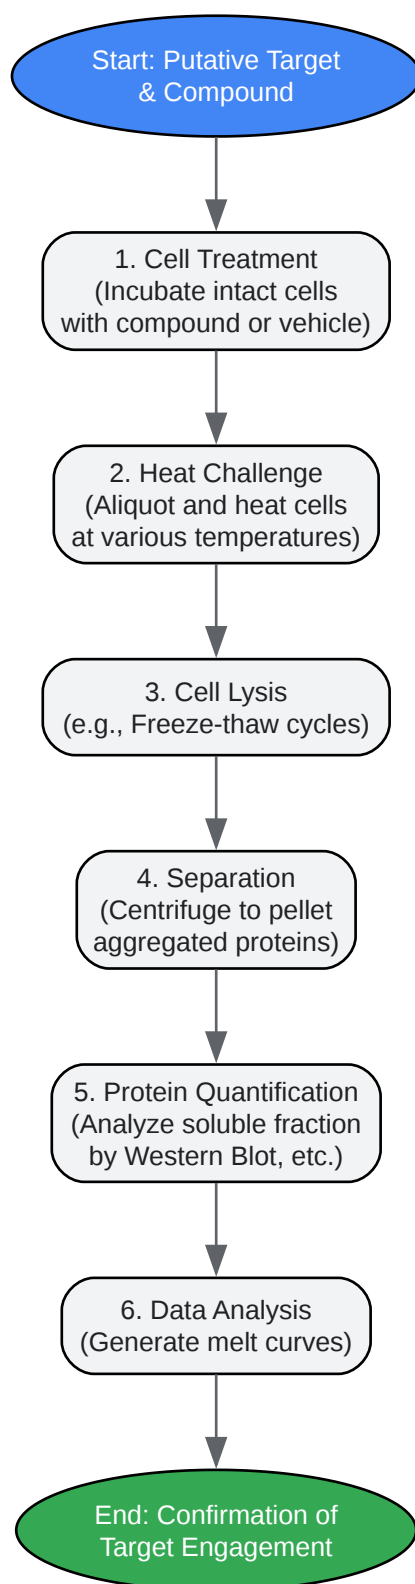 Start: Putative Target
& Compound
1. Cell Treatment
(Incubate intact cells
with compound or vehicle)
2. Heat Challenge
(Aliquot and heat cells
at various temperatures)
3. Cell Lysis
(e.g., Freeze-thaw cycles)
4. Separation
(Centrifuge to pellet
aggregated proteins)
5. Protein Quantification
(Analyze soluble fraction
by Western Blot, etc.)
6. Data Analysis
(Generate melt curves)
End: Confirmation of
Target Engagement